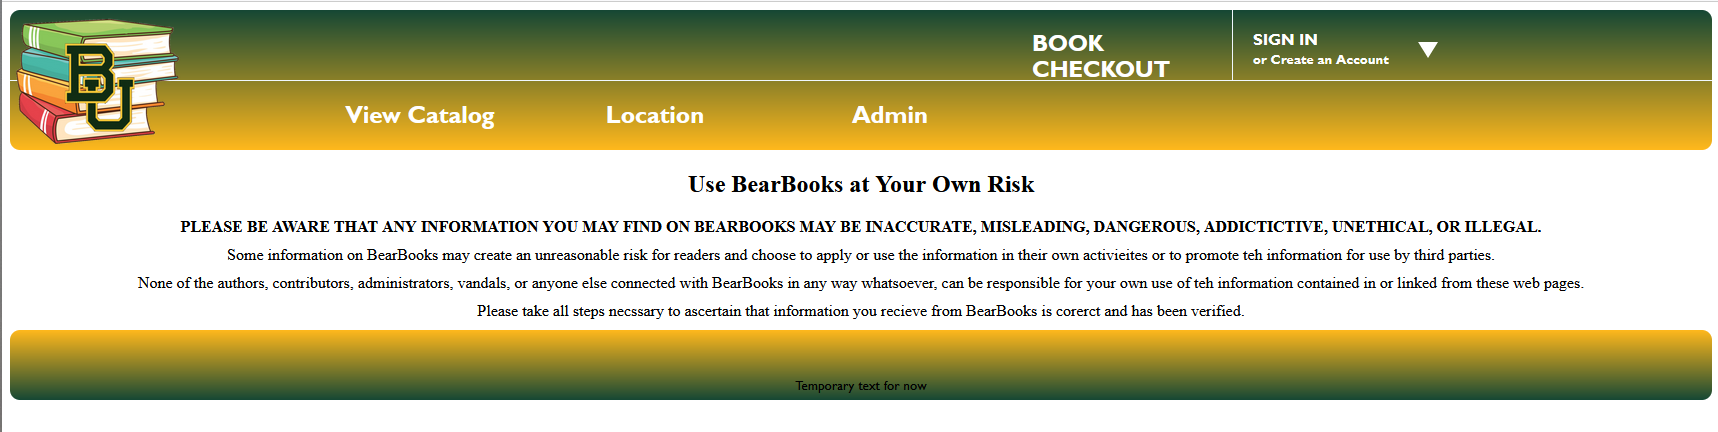 BU
BOOK
CHECKOUT
SIGN IN
or Create an Account
View Catalog
Location
Admin
Use BearBooks at Your Own Risk
PLEASE BE AWARE THAT ANY INFORMATION YOU MAY FIND ON BEARBOOKS MAY BE INACCURATE, MISLEADING, DANGEROUS, ADDICTICTIVE, UNETHICAL, OR ILLEGAL.
Some information on BearBooks may create an unreasonable risk for readers and choose to apply or use the information in their own activieites or to promote teh information for use by third parties.
None of the authors, contributors, administrators, vandals, or anyone else connected with BearBooks in any way whatsoever, can be responsible for your own use of teh information contained in or linked from these web pages.
Please take all steps necssary to ascertain that information you recieve from BearBooks is corerct and has been verified.
Temporary text for now